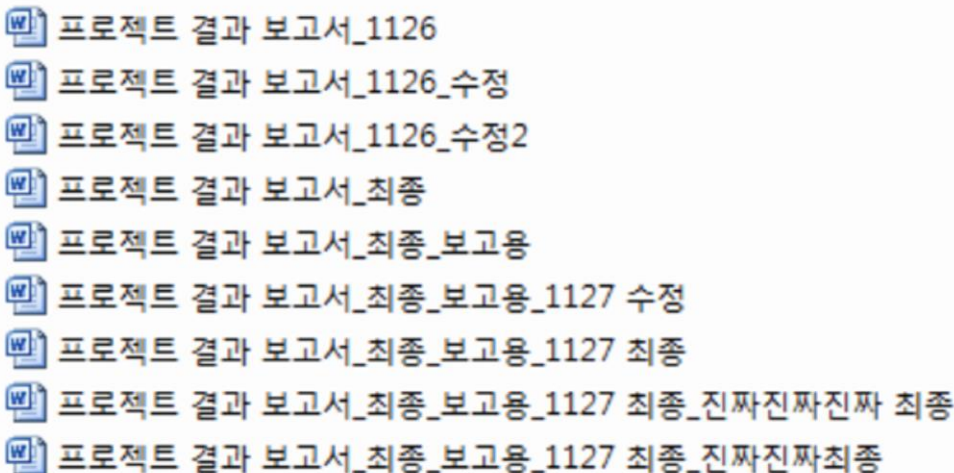 프로젝트 결과 보고서_1126
프로젝트 결과 보고서_1126_수정
프로젝트 결과 보고서_1126_수정2
프로젝트 결과 보고서_최종
프로젝트 결과 보고서_최종_보고용
프로젝트 결과 보고서_최종_보고용_1127 수정
프로젝트 결과 보고서_최종_보고용_1127 최종
프로젝트 결과 보고서_최종_보고용_1127 최종_진짜진짜진짜 최종
프로젝트 결과 보고서_최종_보고용_1127 최종_진짜진짜최종